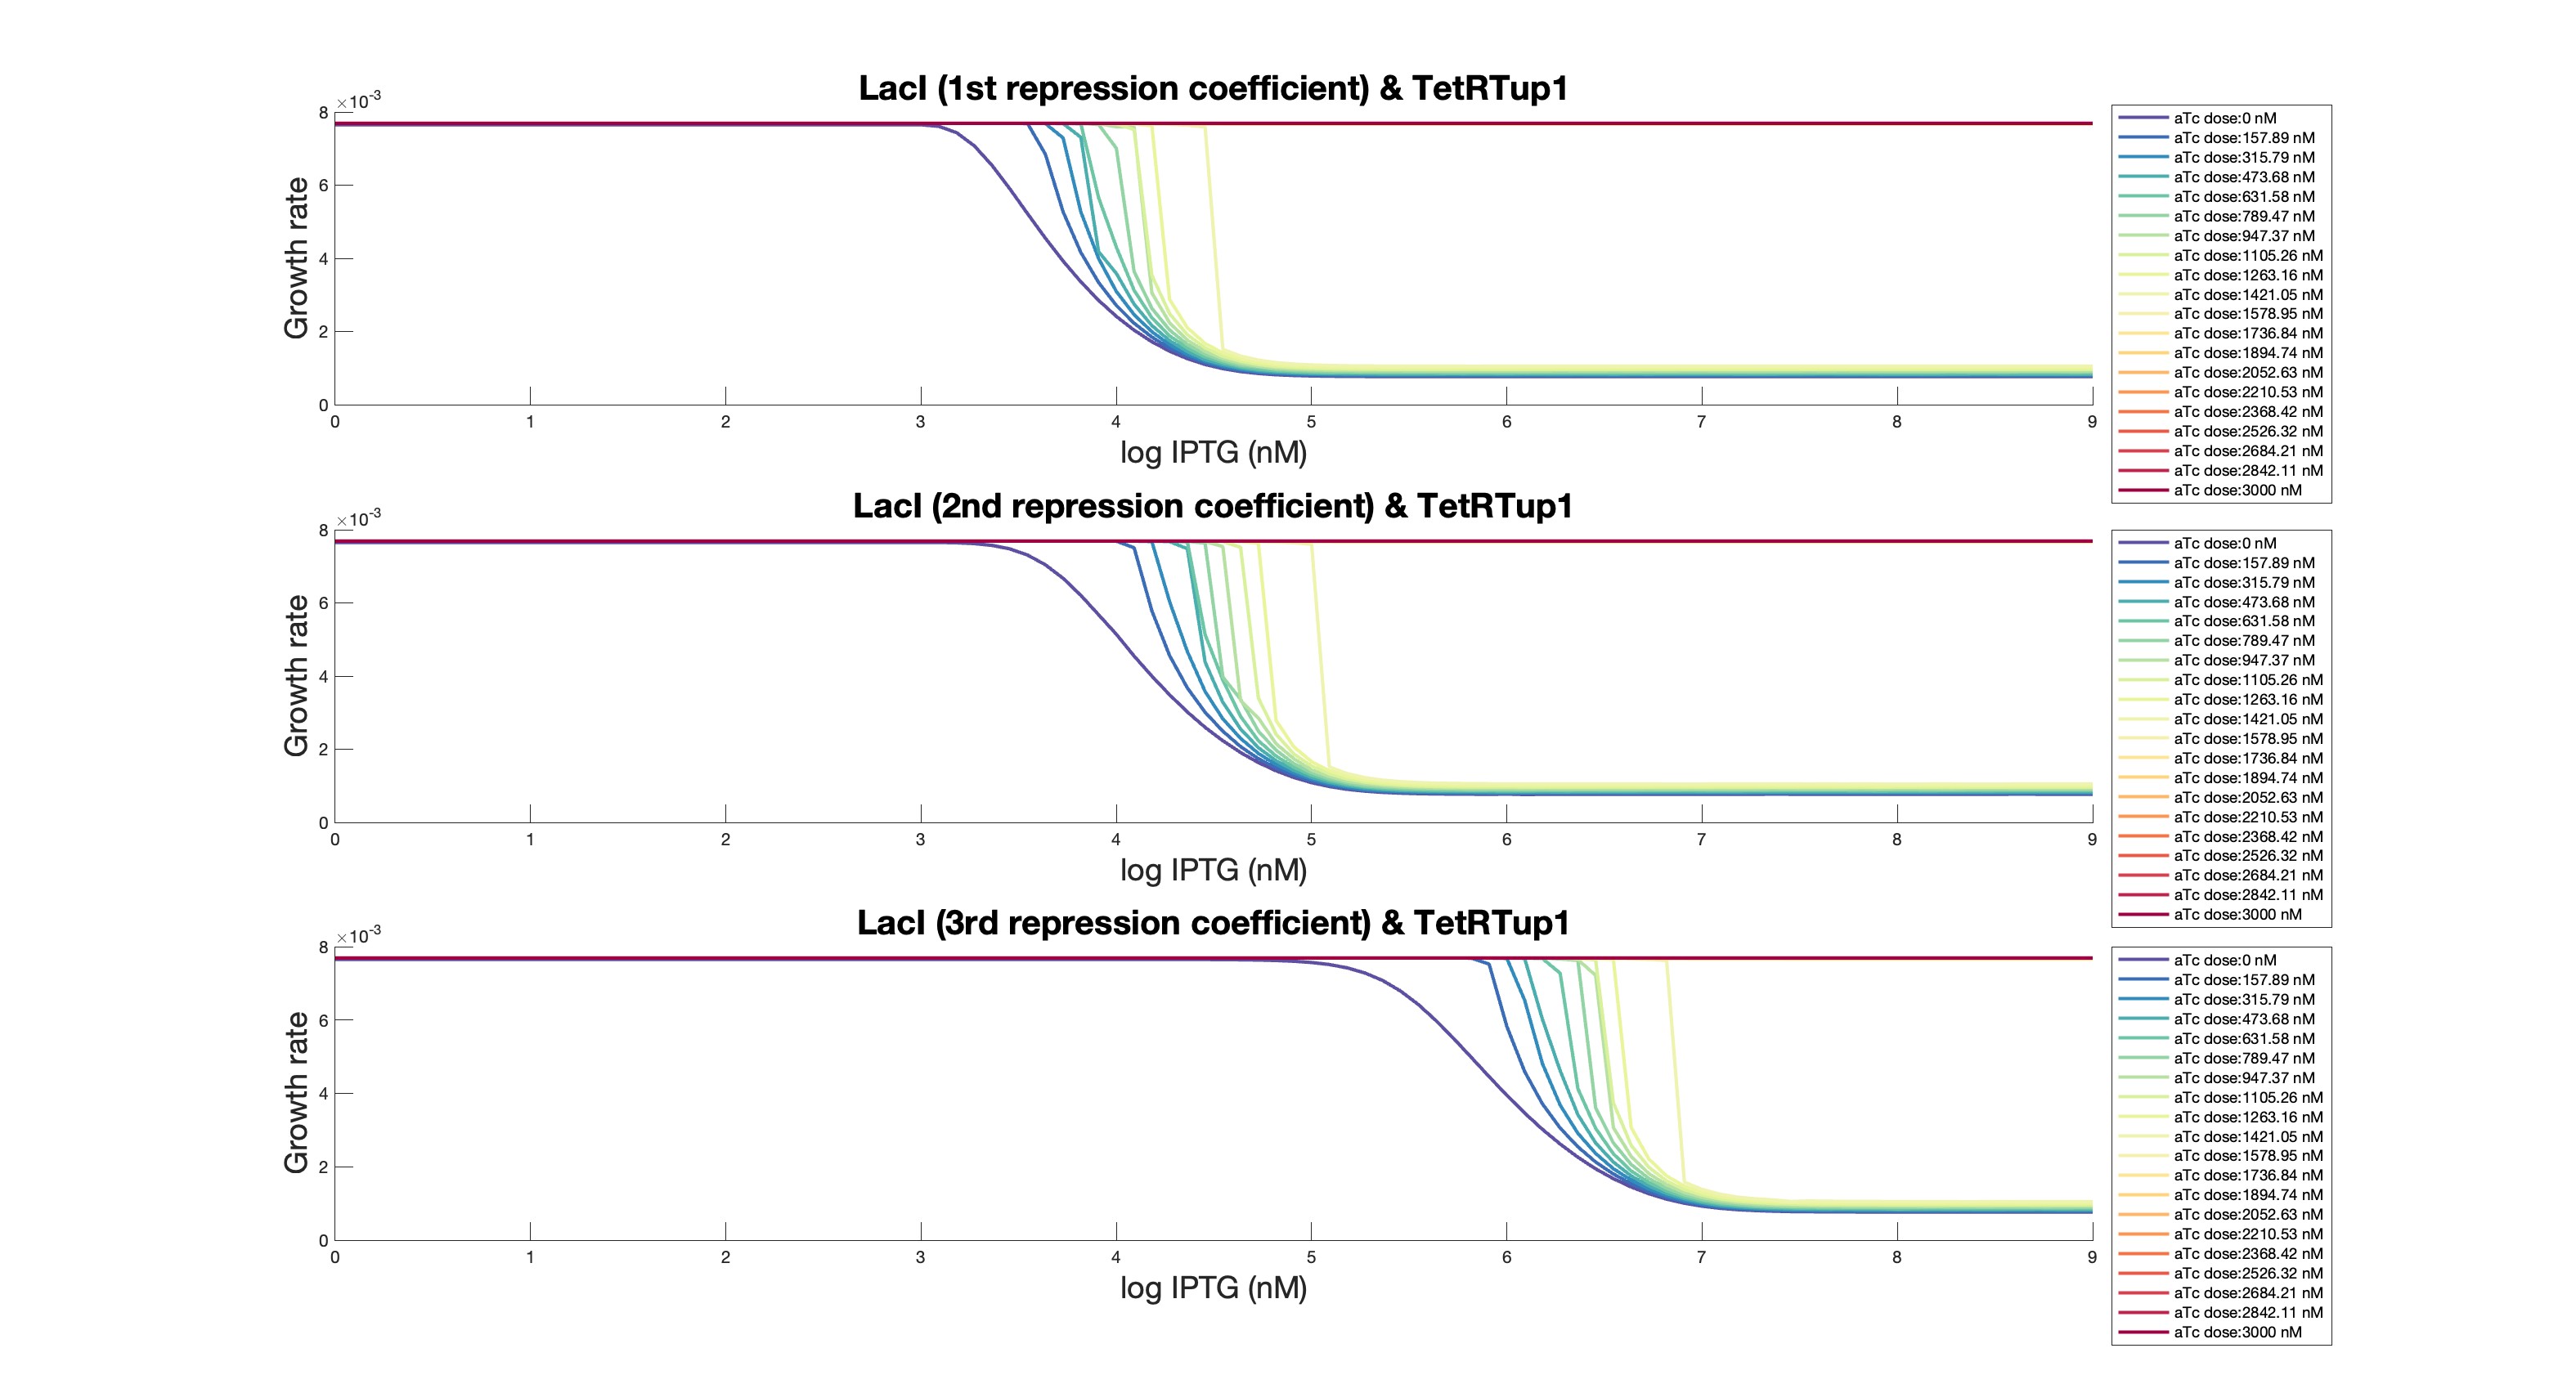 LacI (1st repression coefficient) & TetRTup1
×10-3
8
6
4
2
0
Growth rate
0 1 2 3 4 5 6 7 8 9
log IPTG (nM)
aTc dose:0 nM
aTc dose:157.89 nM
aTc dose:315.79 nM
aTc dose:473.68 nM
aTc dose:631.58 nM
aTc dose:789.47 nM
aTc dose:947.37 nM
aTc dose:1105.26 nM
aTc dose:1263.16 nM
aTc dose:1421.05 nM
aTc dose:1578.95 nM
aTc dose:1736.84 nM
aTc dose:1894.74 nM
aTc dose:2052.63 nM
aTc dose:2210.53 nM
aTc dose:2368.42 nM
aTc dose:2526.32 nM
aTc dose:2684.21 nM
aTc dose:2842.11 nM
aTc dose:3000 nM
LacI (2nd repression coefficient) & TetRTup1
×10-3
8
6
4
2
0
Growth rate
0 1 2 3 4 5 6 7 8 9
log IPTG (nM)
aTc dose:0 nM
aTc dose:157.89 nM
aTc dose:315.79 nM
aTc dose:473.68 nM
aTc dose:631.58 nM
aTc dose:789.47 nM
aTc dose:947.37 nM
aTc dose:1105.26 nM
aTc dose:1263.16 nM
aTc dose:1421.05 nM
aTc dose:1578.95 nM
aTc dose:1736.84 nM
aTc dose:1894.74 nM
aTc dose:2052.63 nM
aTc dose:2210.53 nM
aTc dose:2368.42 nM
aTc dose:2526.32 nM
aTc dose:2684.21 nM
aTc dose:2842.11 nM
aTc dose:3000 nM
LacI (3rd repression coefficient) & TetRTup1
×10-3
8
6
4
2
0
Growth rate
0 1 2 3 4 5 6 7 8 9
log IPTG (nM)
aTc dose:0 nM
aTc dose:157.89 nM
aTc dose:315.79 nM
aTc dose:473.68 nM
aTc dose:631.58 nM
aTc dose:789.47 nM
aTc dose:947.37 nM
aTc dose:1105.26 nM
aTc dose:1263.16 nM
aTc dose:1421.05 nM
aTc dose:1578.95 nM
aTc dose:1736.84 nM
aTc dose:1894.74 nM
aTc dose:2052.63 nM
aTc dose:2210.53 nM
aTc dose:2368.42 nM
aTc dose:2526.32 nM
aTc dose:2684.21 nM
aTc dose:2842.11 nM
aTc dose:3000 nM